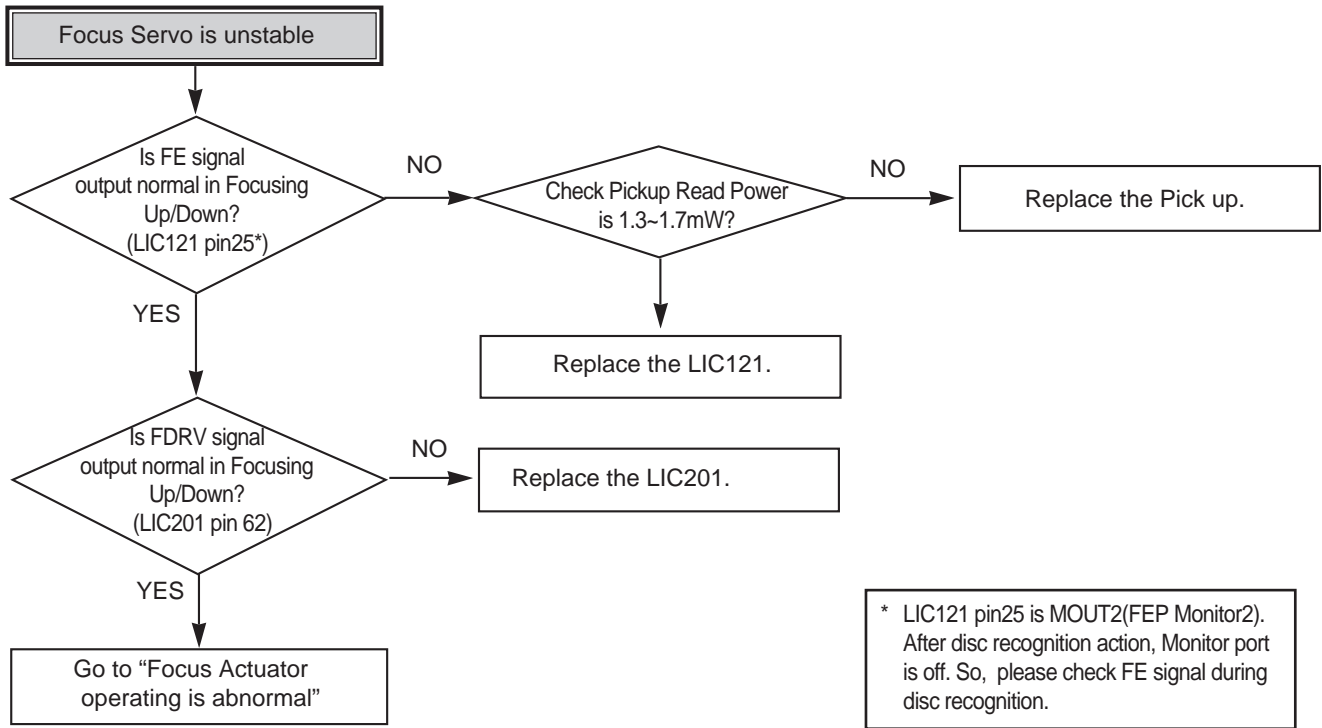 Focus Servo is unstable
Is FE signal
output normal in Focusing
Up/Down?
(LIC121 pin25*)
NO
Check Pickup Read Power
is 1.3~1.7mW?
NO
Replace the Pick up.
YES
Replace the LIC121.
Is FDRV signal
output normal in Focusing
Up/Down?
(LIC201 pin 62)
NO
Replace the LIC201.
YES
Go to “Focus Actuator
operating is abnormal”
* LIC121 pin25 is MOUT2(FEP Monitor2).
After disc recognition action, Monitor port
is off. So, please check FE signal during
disc recognition.